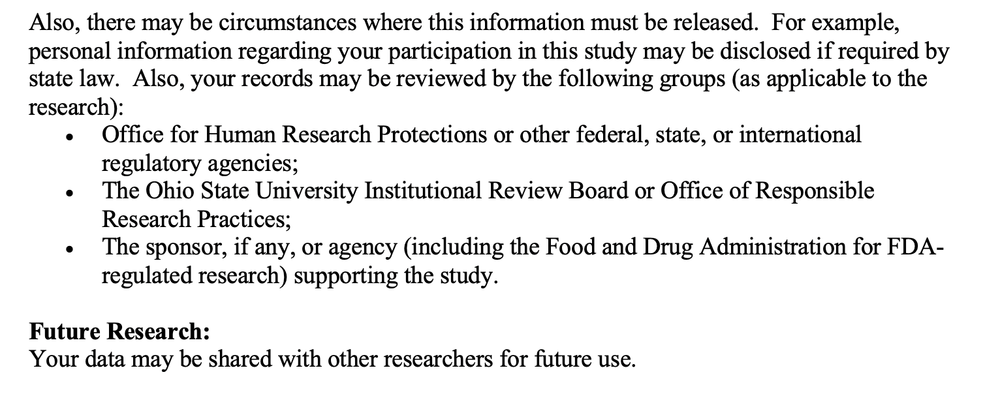 Also, there may be circumstances where this information must be released.  For example,
personal information regarding your participation in this study may be disclosed if required by
state law.  Also, your records may be reviewed by the following groups (as applicable to the
research):
• Office for Human Research Protections or other federal, state, or international
regulatory agencies;
• The Ohio State University Institutional Review Board or Office of Responsible
Research Practices;
• The sponsor, if any, or agency (including the Food and Drug Administration for FDA-
regulated research) supporting the study.
Future Research:
Your data may be shared with other researchers for future use.